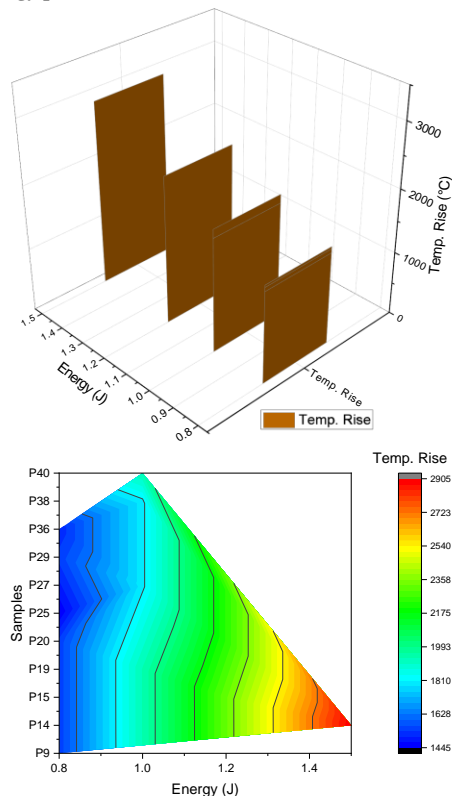 3000
2000
1000
0
Temp. Rise (°C)
1.5
1.4
1.3
1.2
1.1
1.0
0.9
0.8
Energy (J)
Temp. Rise
Temp. Rise
Temp. Rise
P40
P38
P36
P29
P27
P25
P20
P19
P15
P14
P9
Samples
0.8
1.0
1.2
1.4
Energy (J)
2905
2723
2540
2358
2175
1993
1810
1628
1445